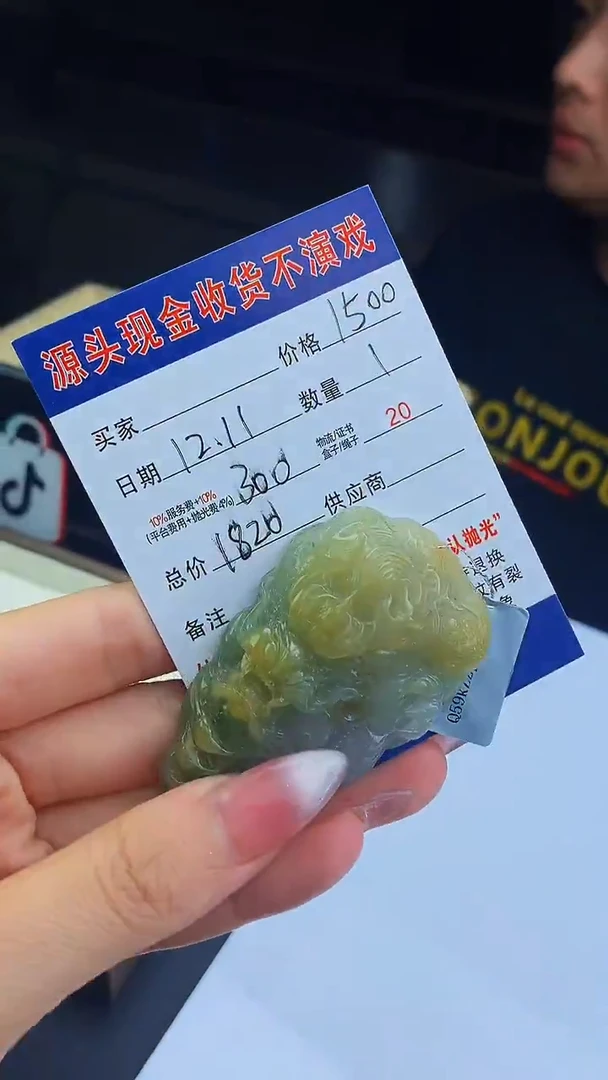 源头现金收货不演戏
买家 价格 1500
日期 12.11 数量 1
10%服务费+10%
(平台费用+抛光费4%) 300 物流/证书
盒子/绳子 20
总价 1820 供应商
备注
认抛光”
退换
纹有裂
ONJOU